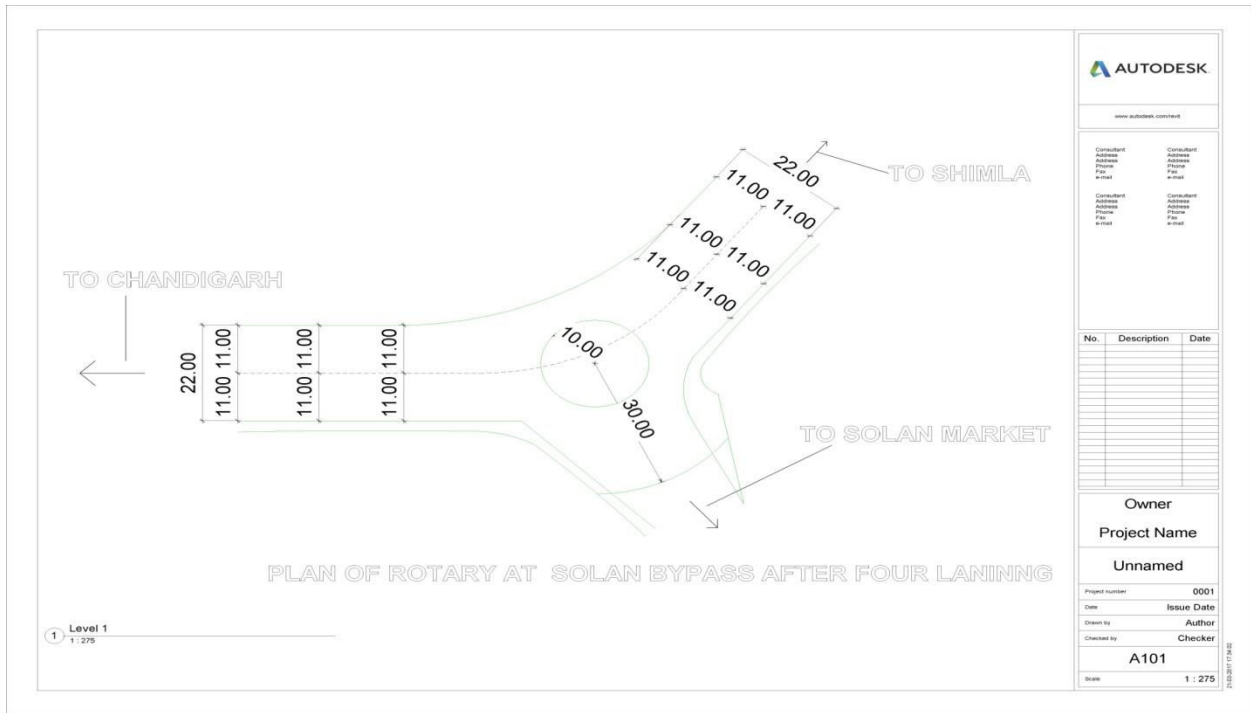 TO CHANDIGARH
22.00
11.00
11.00
11.00
11.00
11.00
11.00
10.00
30.00
22.00
11.00
11.00
11.00
11.00
11.00
11.00
TO SHIMLA
TO SOLAN MARKET
PLAN OF ROTARY AT SOLAN BYPASS AFTER FOUR LANINNG
1 Level 1
1 : 275
AUTODESK.
www.autodesk.com/revit
Consultant Consultant
Address Address
Address Address
Phone Phone
Fax Fax
e-mail e-mail
Consultant Consultant
Address Address
Address Address
Phone Phone
Fax Fax
e-mail e-mail
No. Description Date
Owner
Project Name
Unnamed
Project number 0001
Date Issue Date
Drawn by Author
Checked by Checker
A101
Scale 1 : 275